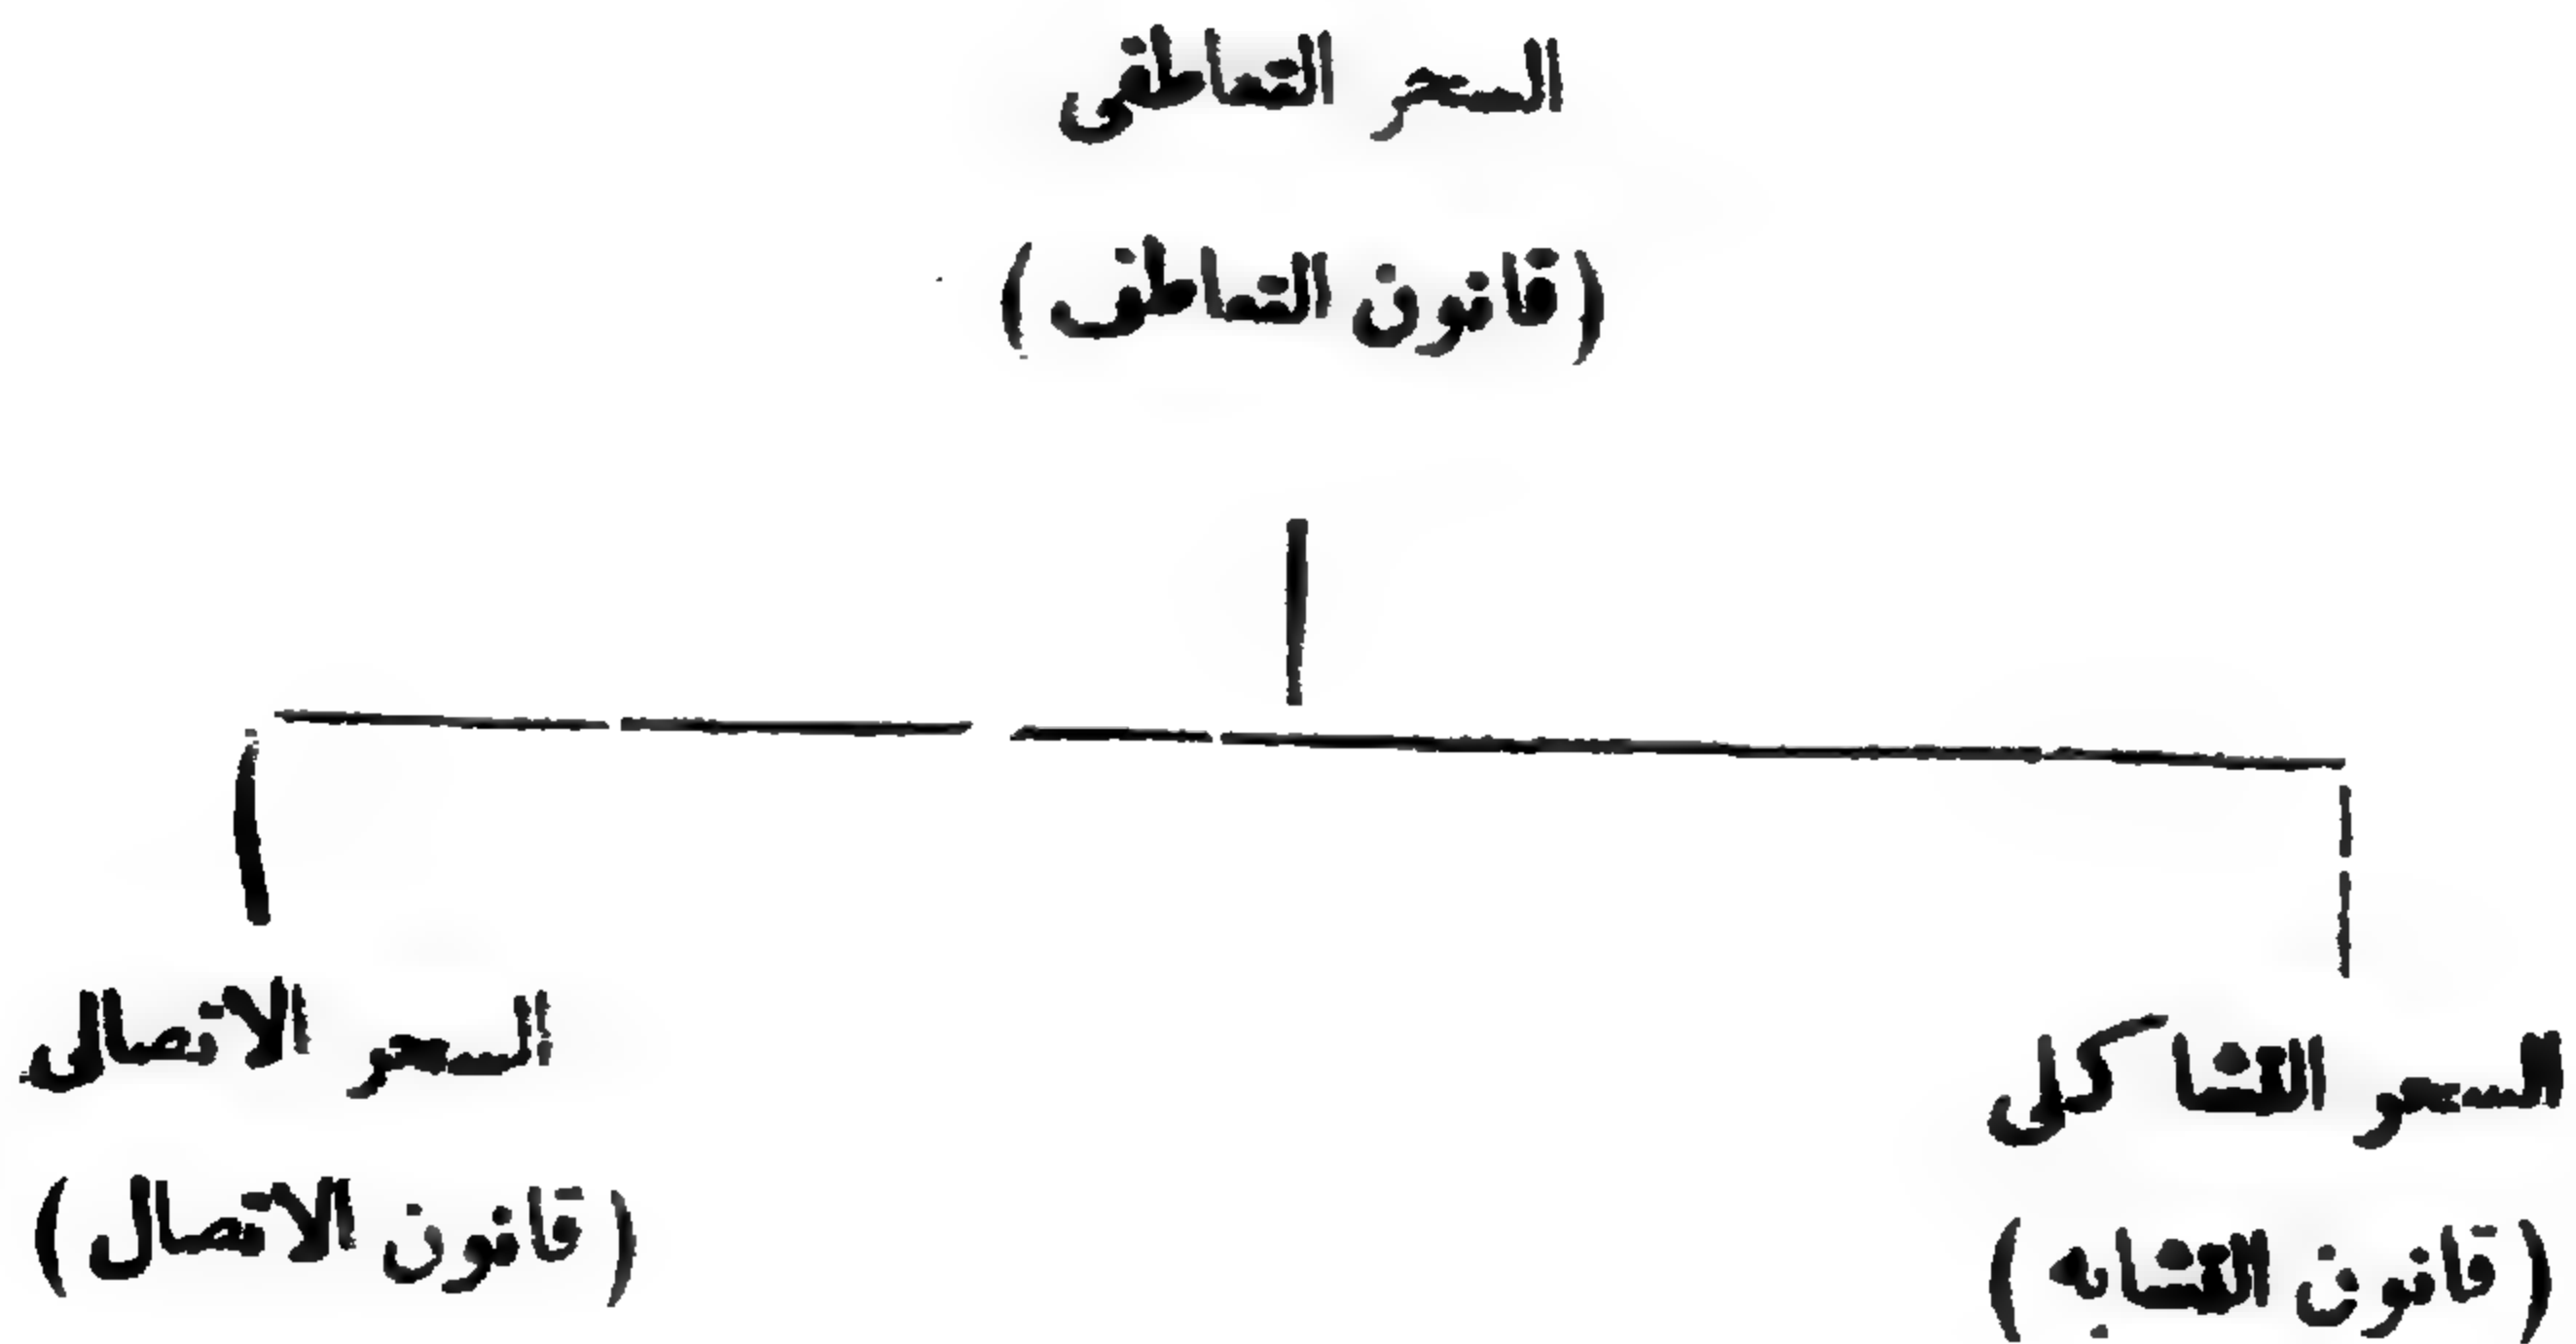 السحر التعاطفى
(قانون التعاطف)
السحر التشاكلى
(قانون التشابه)
السحر الاتصالى
(قانون الاتصال)